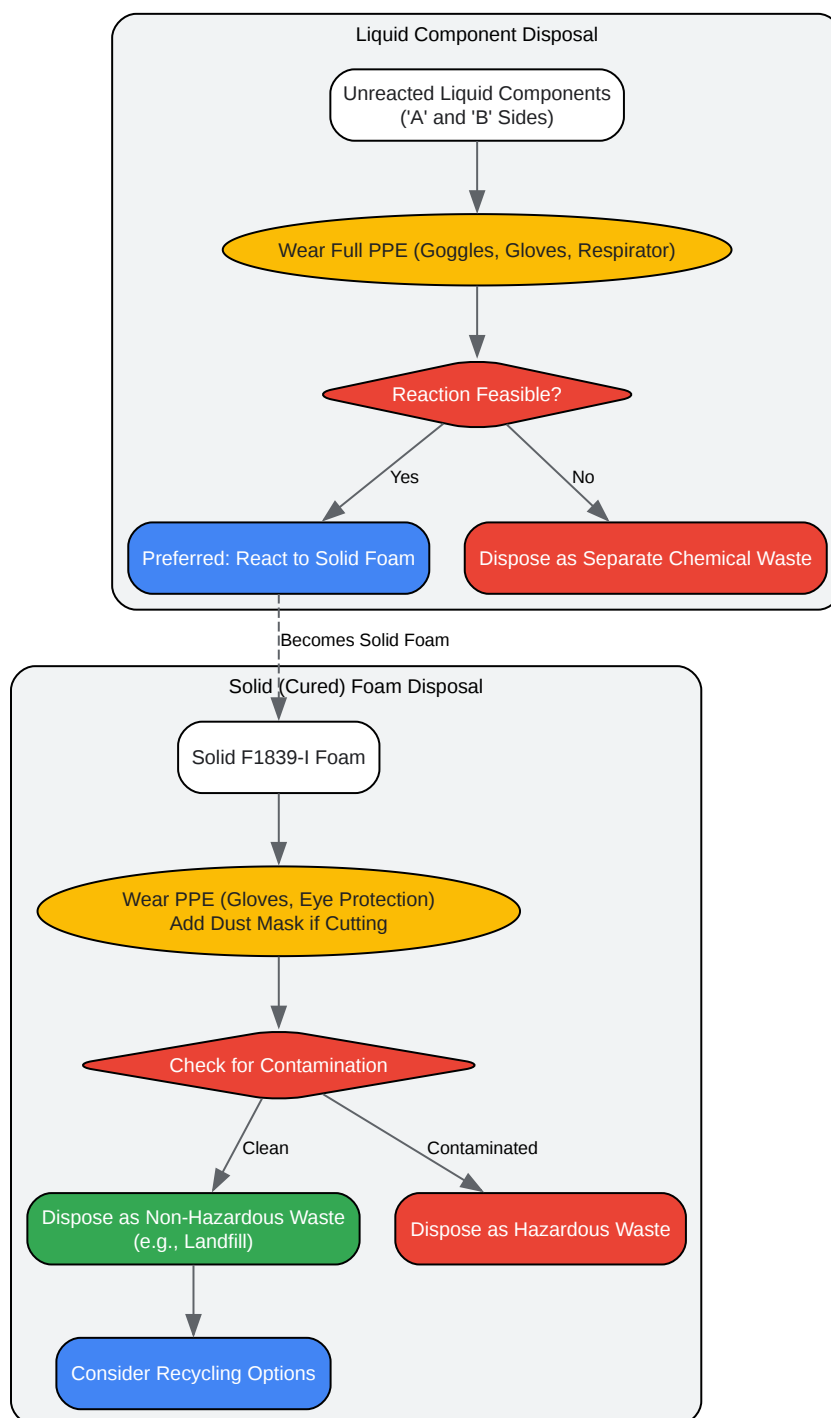 Liquid Component Disposal
Unreacted Liquid Components
('A' and 'B' Sides)
Wear Full PPE (Goggles, Gloves, Respirator)
Reaction Feasible?
Yes
No
Preferred: React to Solid Foam
Dispose as Separate Chemical Waste
Becomes Solid Foam
Solid (Cured) Foam Disposal
Solid F1839-I Foam
Wear PPE (Gloves, Eye Protection)
Add Dust Mask if Cutting
Check for Contamination
Clean
Contaminated
Dispose as Non-Hazardous Waste
(e.g., Landfill)
Dispose as Hazardous Waste
Consider Recycling Options